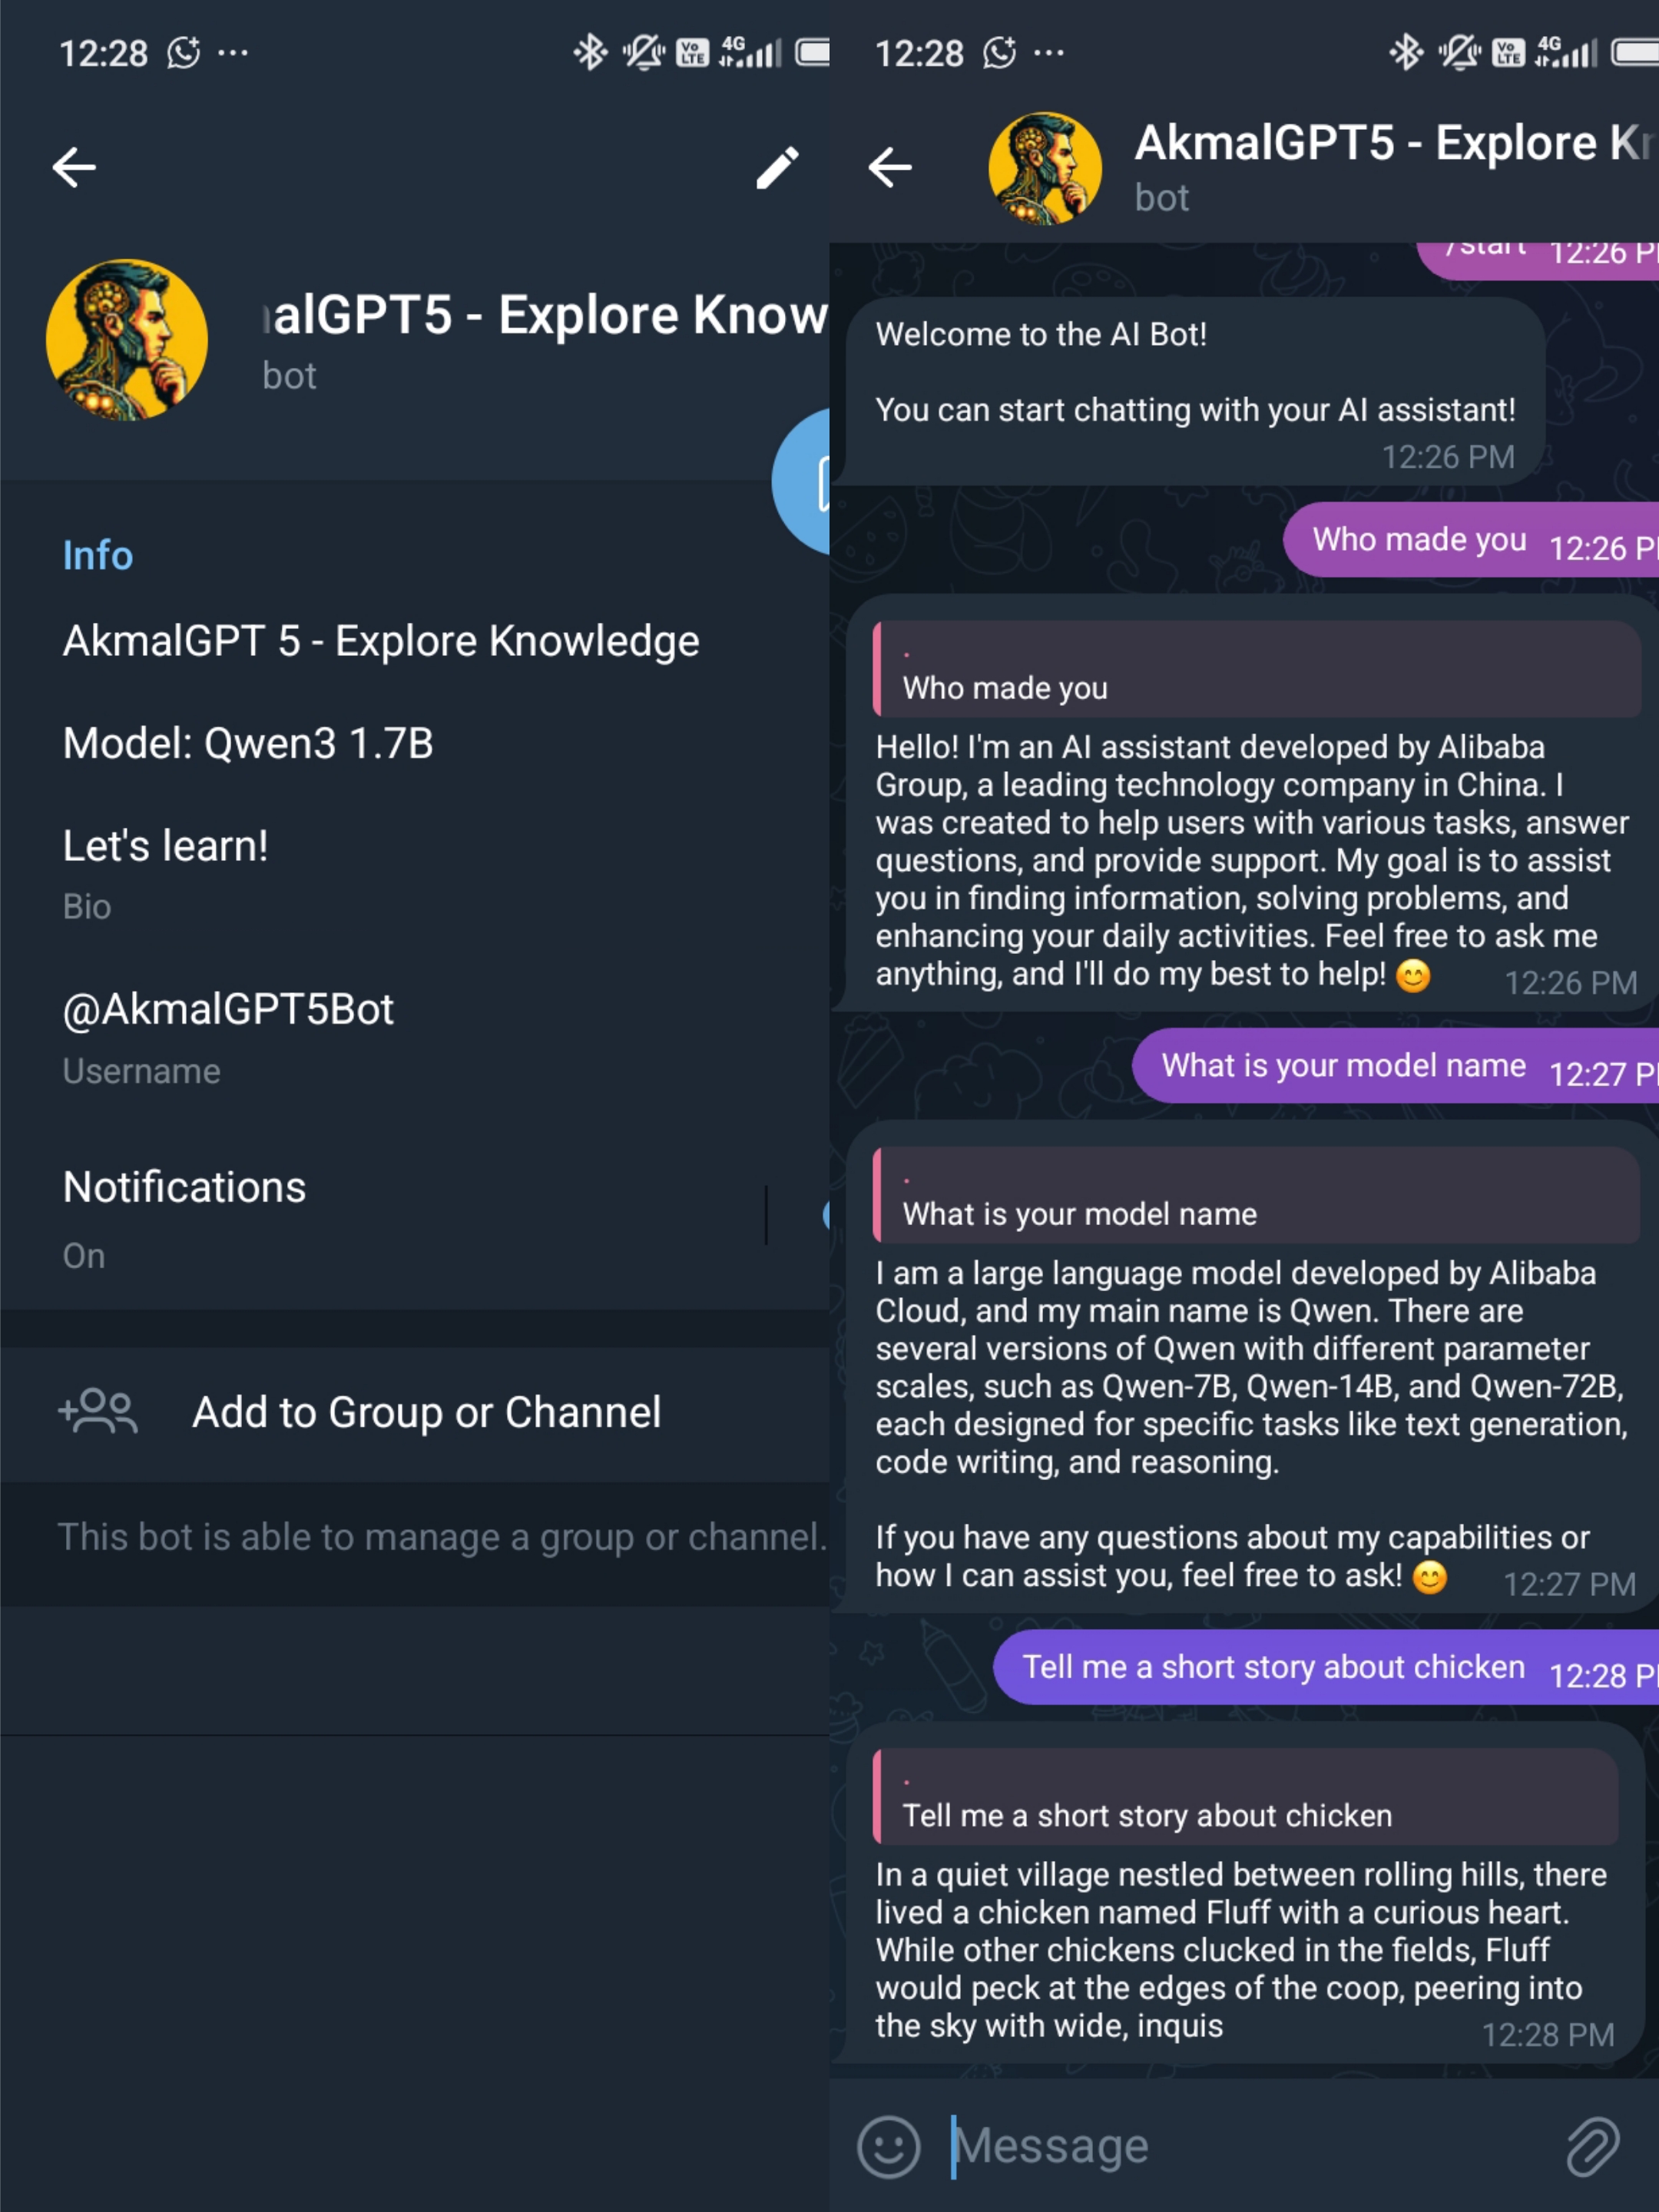 12:28
Vo LTE 4G
alGPT5 - Explore Know
bot
Info
AkmalGPT 5 - Explore Knowledge
Model: Qwen3 1.7B
Let's learn!
Bio
@AkmalGPT5Bot
Username
Notifications
On
Add to Group or Channel
This bot is able to manage a group or channel.
12:28
Vo LTE 4G
AkmalGPT5 - Explore Kn
bot
/start 12:26 P
Welcome to the AI Bot!
You can start chatting with your AI assistant!
12:26 PM
Who made you 12:26 P
.
Who made you
Hello! I'm an AI assistant developed by Alibaba
Group, a leading technology company in China. I
was created to help users with various tasks, answer
questions, and provide support. My goal is to assist
you in finding information, solving problems, and
enhancing your daily activities. Feel free to ask me
anything, and I'll do my best to help! 😊 12:26 PM
What is your model name 12:27 P
.
What is your model name
I am a large language model developed by Alibaba
Cloud, and my main name is Qwen. There are
several versions of Qwen with different parameter
scales, such as Qwen-7B, Qwen-14B, and Qwen-72B,
each designed for specific tasks like text generation,
code writing, and reasoning.
If you have any questions about my capabilities or
how I can assist you, feel free to ask! 😊 12:27 PM
Tell me a short story about chicken 12:28 P
.
Tell me a short story about chicken
In a quiet village nestled between rolling hills, there
lived a chicken named Fluff with a curious heart.
While other chickens clucked in the fields, Fluff
would peck at the edges of the coop, peering into
the sky with wide, inquis 12:28 PM
Message